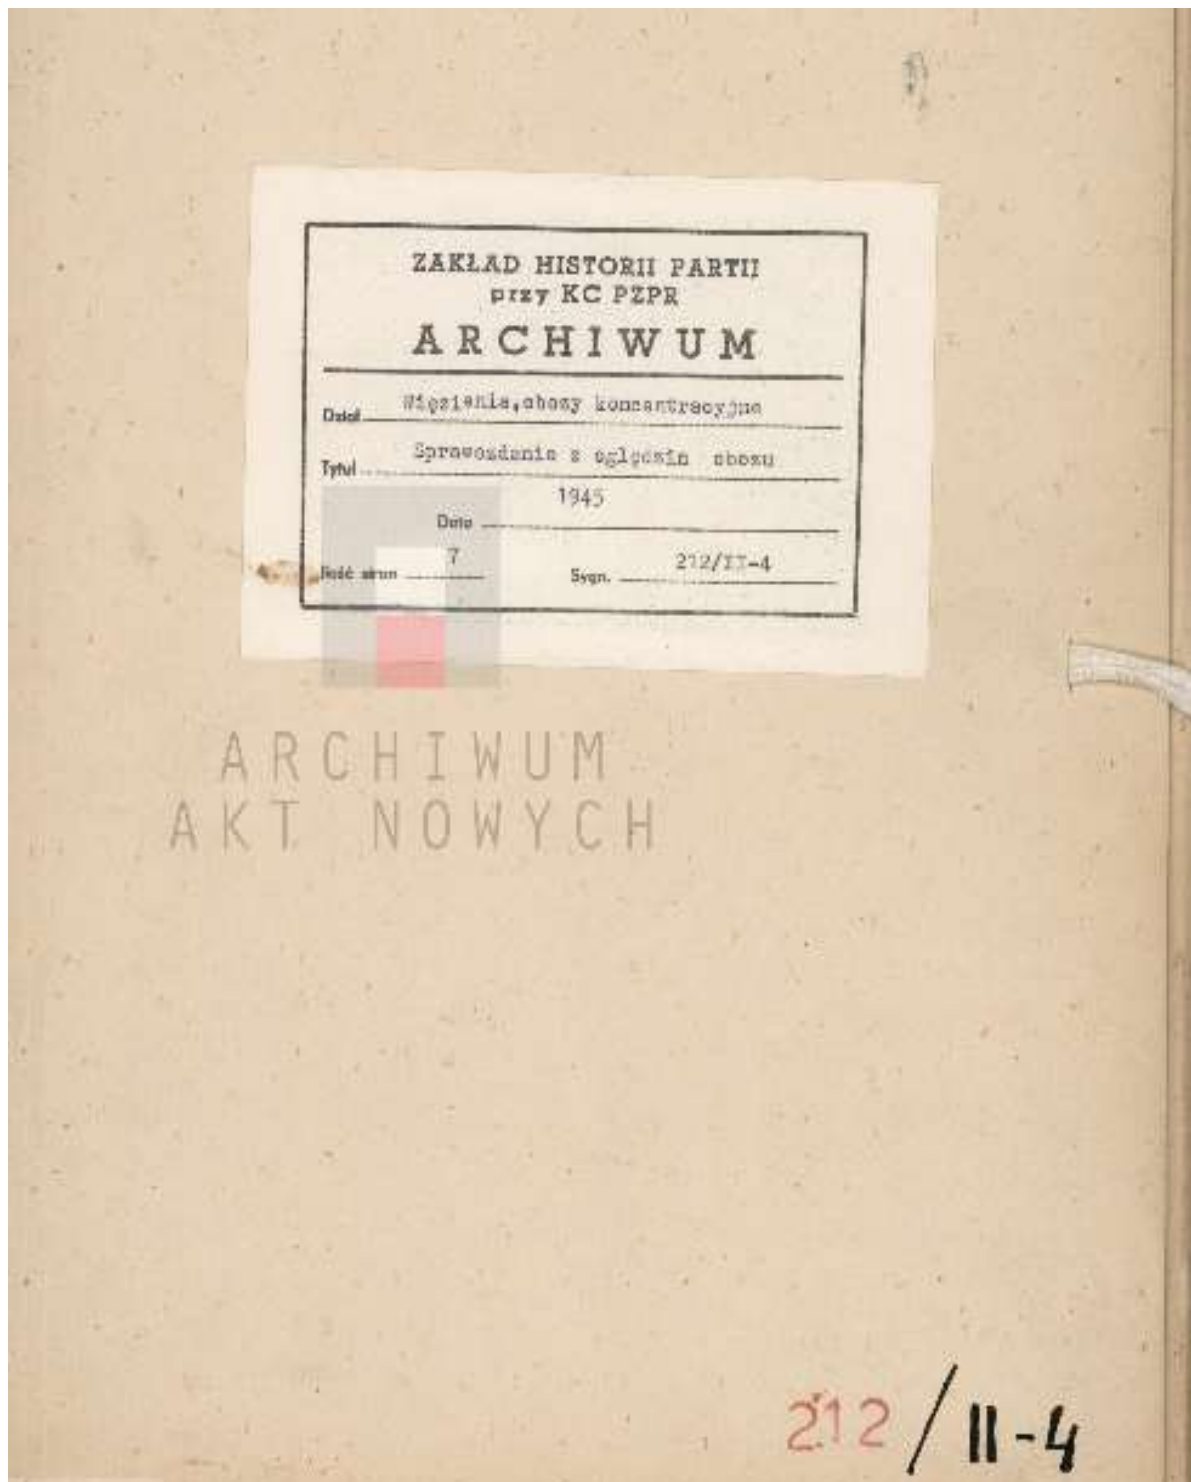 ZAKŁAD HISTORII PARTII
przy KC PZPR
ARCHIWUM
Dział Więzienia,obozy koncentracyjne
Tytuł Sprawozdanie z oględzin obozu
1945
Data
7
Ilość stron
212/II-4
Sygn.
ARCHIWUM
AKT NOWYCH
212/II-4